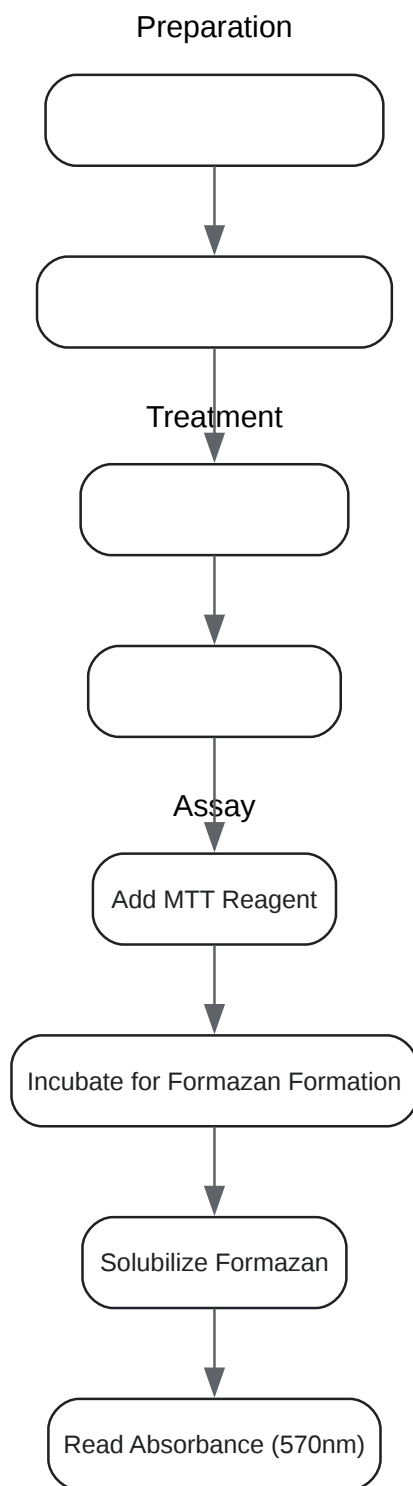 Preparation
Treatment
Assay
Add MTT Reagent
Incubate for Formazan Formation
Solubilize Formazan
Read Absorbance (570nm)